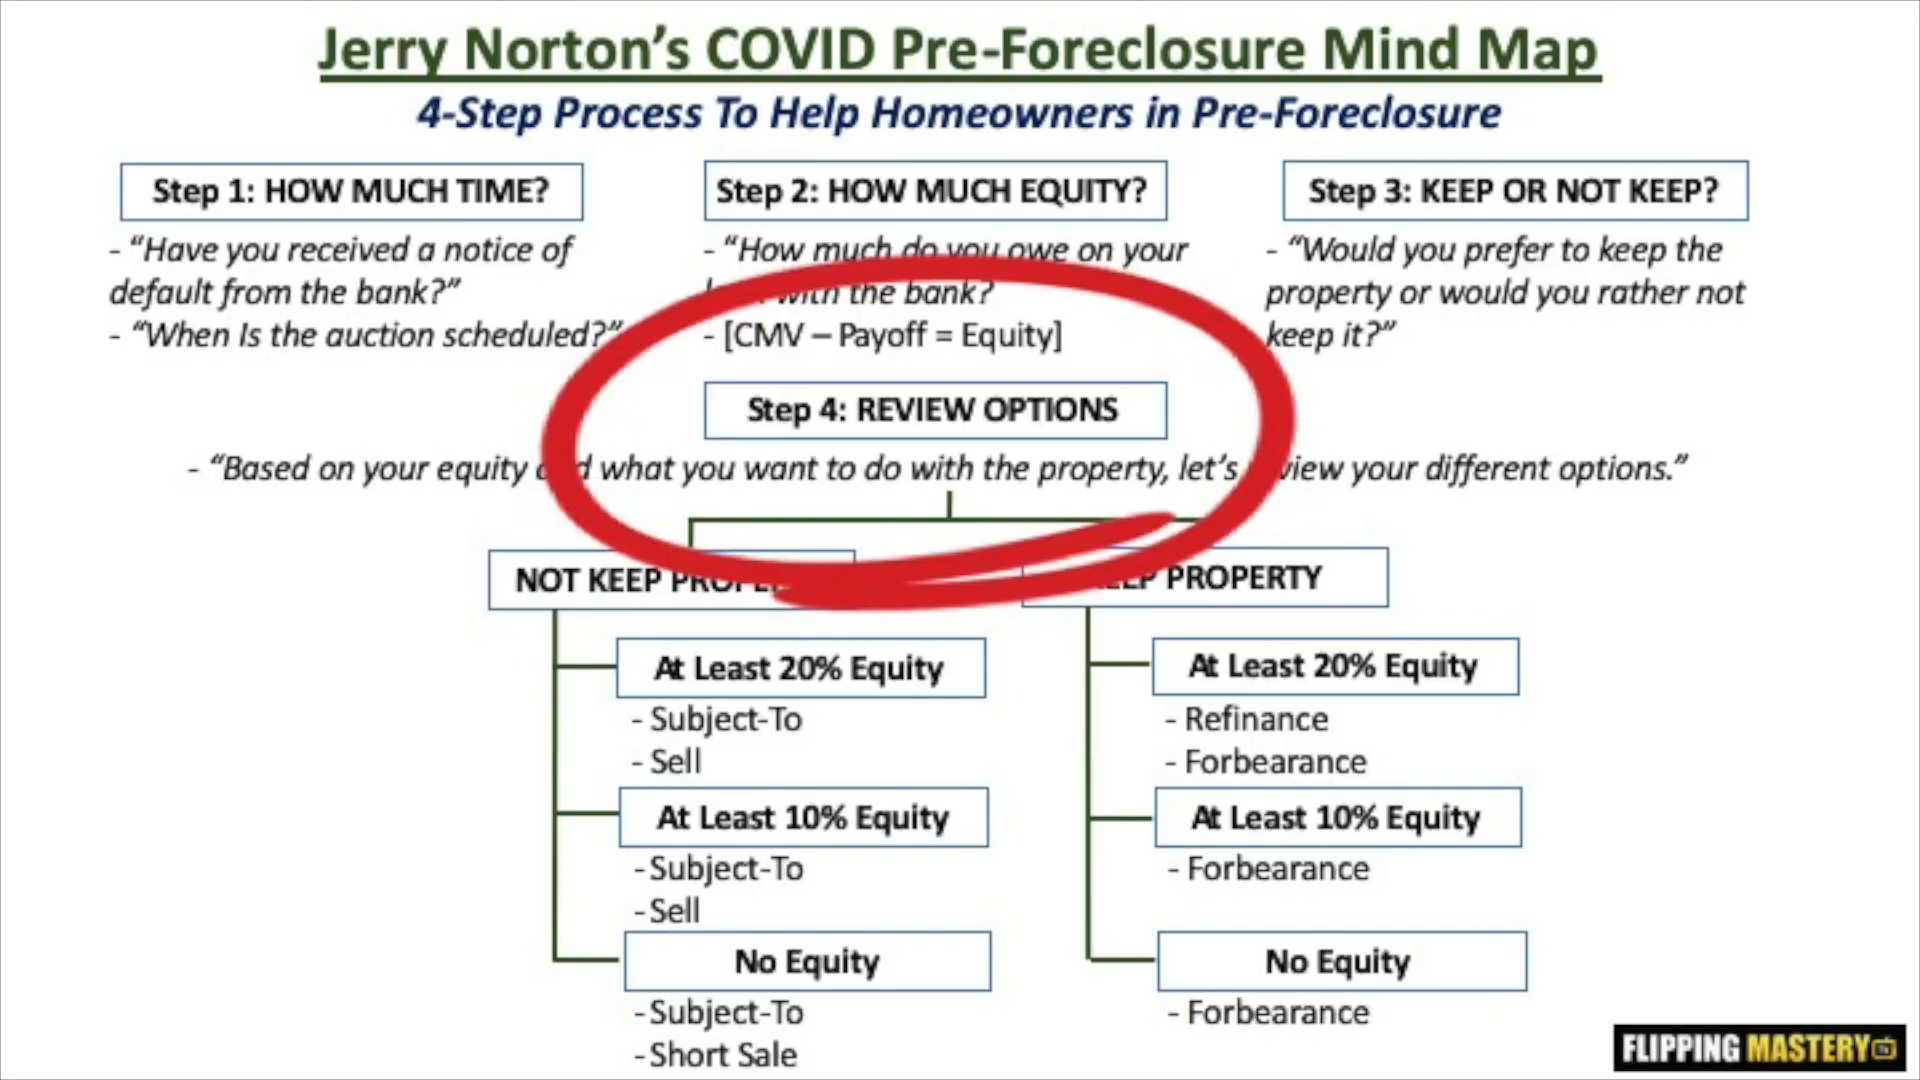 Jerry Norton's COVID Pre-Foreclosure Mind Map
4-Step Process To Help Homeowners in Pre-Foreclosure
Step 1: HOW MUCH TIME?
- "Have you received a notice of
default from the bank?"
- "When Is the auction scheduled?"
Step 2: HOW MUCH EQUITY?
- "How much do you owe on your
with the bank?
- [CMV – Payoff = Equity]
Step 3: KEEP OR NOT KEEP?
- "Would you prefer to keep the
property or would you rather not
keep it?"
Step 4: REVIEW OPTIONS
- "Based on your equity and what you want to do with the property, let's review your different options."
NOT KEEP PROPERTY
At Least 20% Equity
- Subject-To
- Sell
At Least 10% Equity
- Subject-To
- Sell
No Equity
- Subject-To
- Short Sale
KEEP PROPERTY
At Least 20% Equity
- Refinance
- Forbearance
At Least 10% Equity
- Forbearance
No Equity
- Forbearance
FLIPPING MASTERY TV